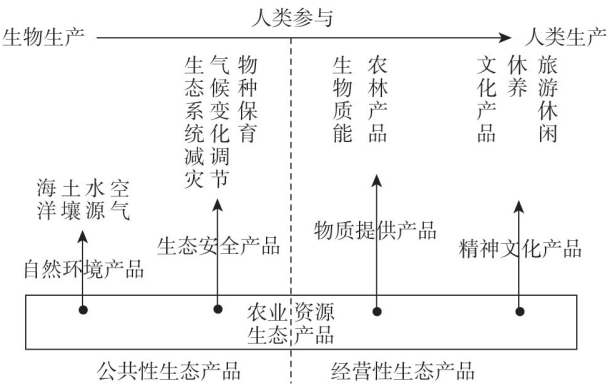 人类参与
生物生产
人类生产
生态系统减灾
气候变化调节
物种保育
生物质能
农林产品
文化产品
休养
旅游休闲
海洋
土壤
水源
空气
自然环境产品
生态安全产品
物质提供产品
精神文化产品
农业资源
生态产品
公共性生态产品
经营性生态产品